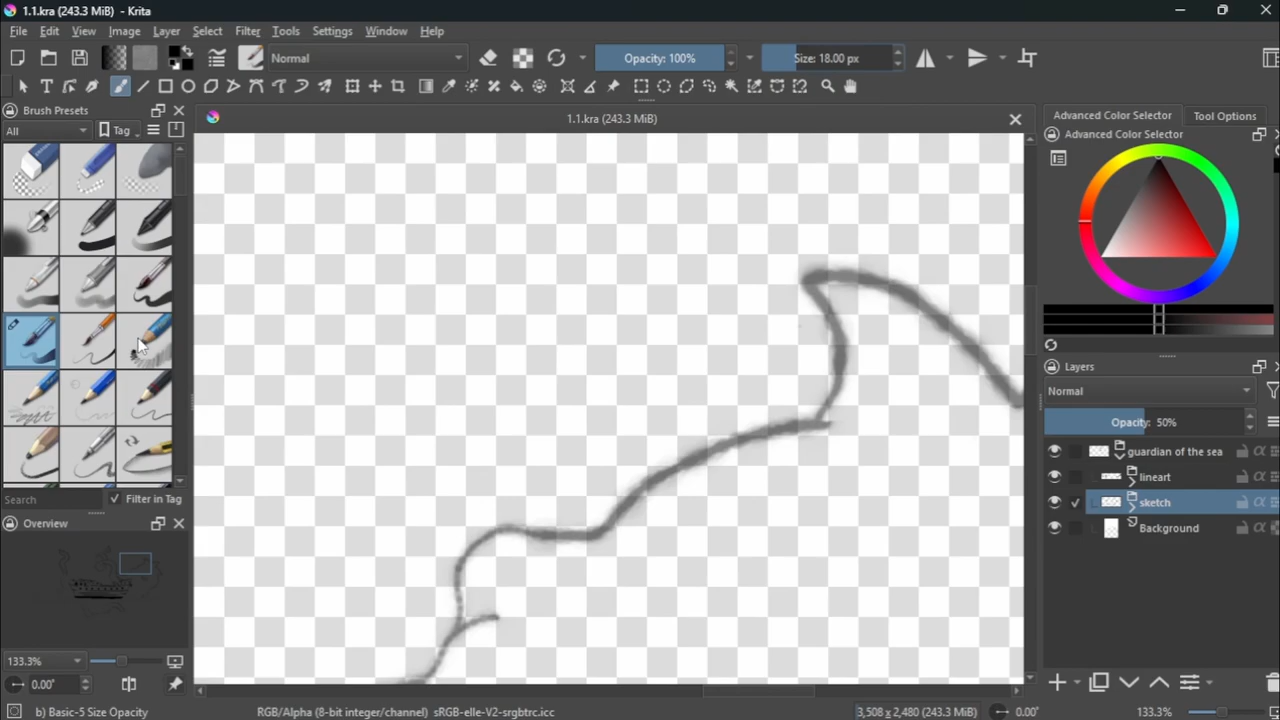 1.1.kra (243.3 MiB) - Krita
File Edit View Image Layer Select Filter Tools Settings Window Help
Normal Opacity: 100% Size: 18.00 px
Brush Presets
1.1.kra (243.3 MiB)
Advanced Color Selector Tool Options
All Tag
Advanced Color Selector
Layers
Normal
Opacity: 50%
guardian of the sea
lineart
sketch
Background
Search Filter in Tag
Overview
133.3%
0.00°
b) Basic-5 Size Opacity RGB/Alpha (8-bit integer/channel) sRGB-elle-V2-srgbtrc.icc 3,508 x 2,480 (243.3 MiB) 0.00° 133.3%